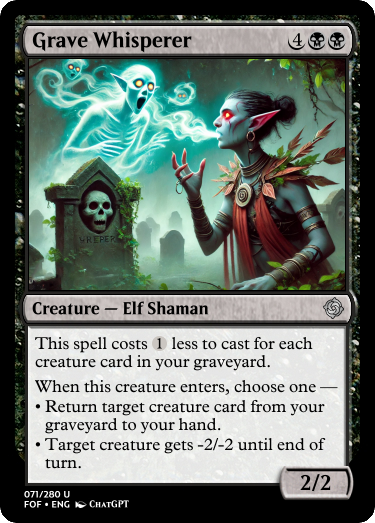 Grave Whisperer 4
This spell costs 1 less to cast for each
creature card in your graveyard.
When this creature enters, choose one —
• Return target creature card from your
graveyard to your hand.
• Target creature gets -2/-2 until end of
turn.
Creature — Elf Shaman
WHISPERE
2/2
071/280 U
FOF • ENG ChatGPT